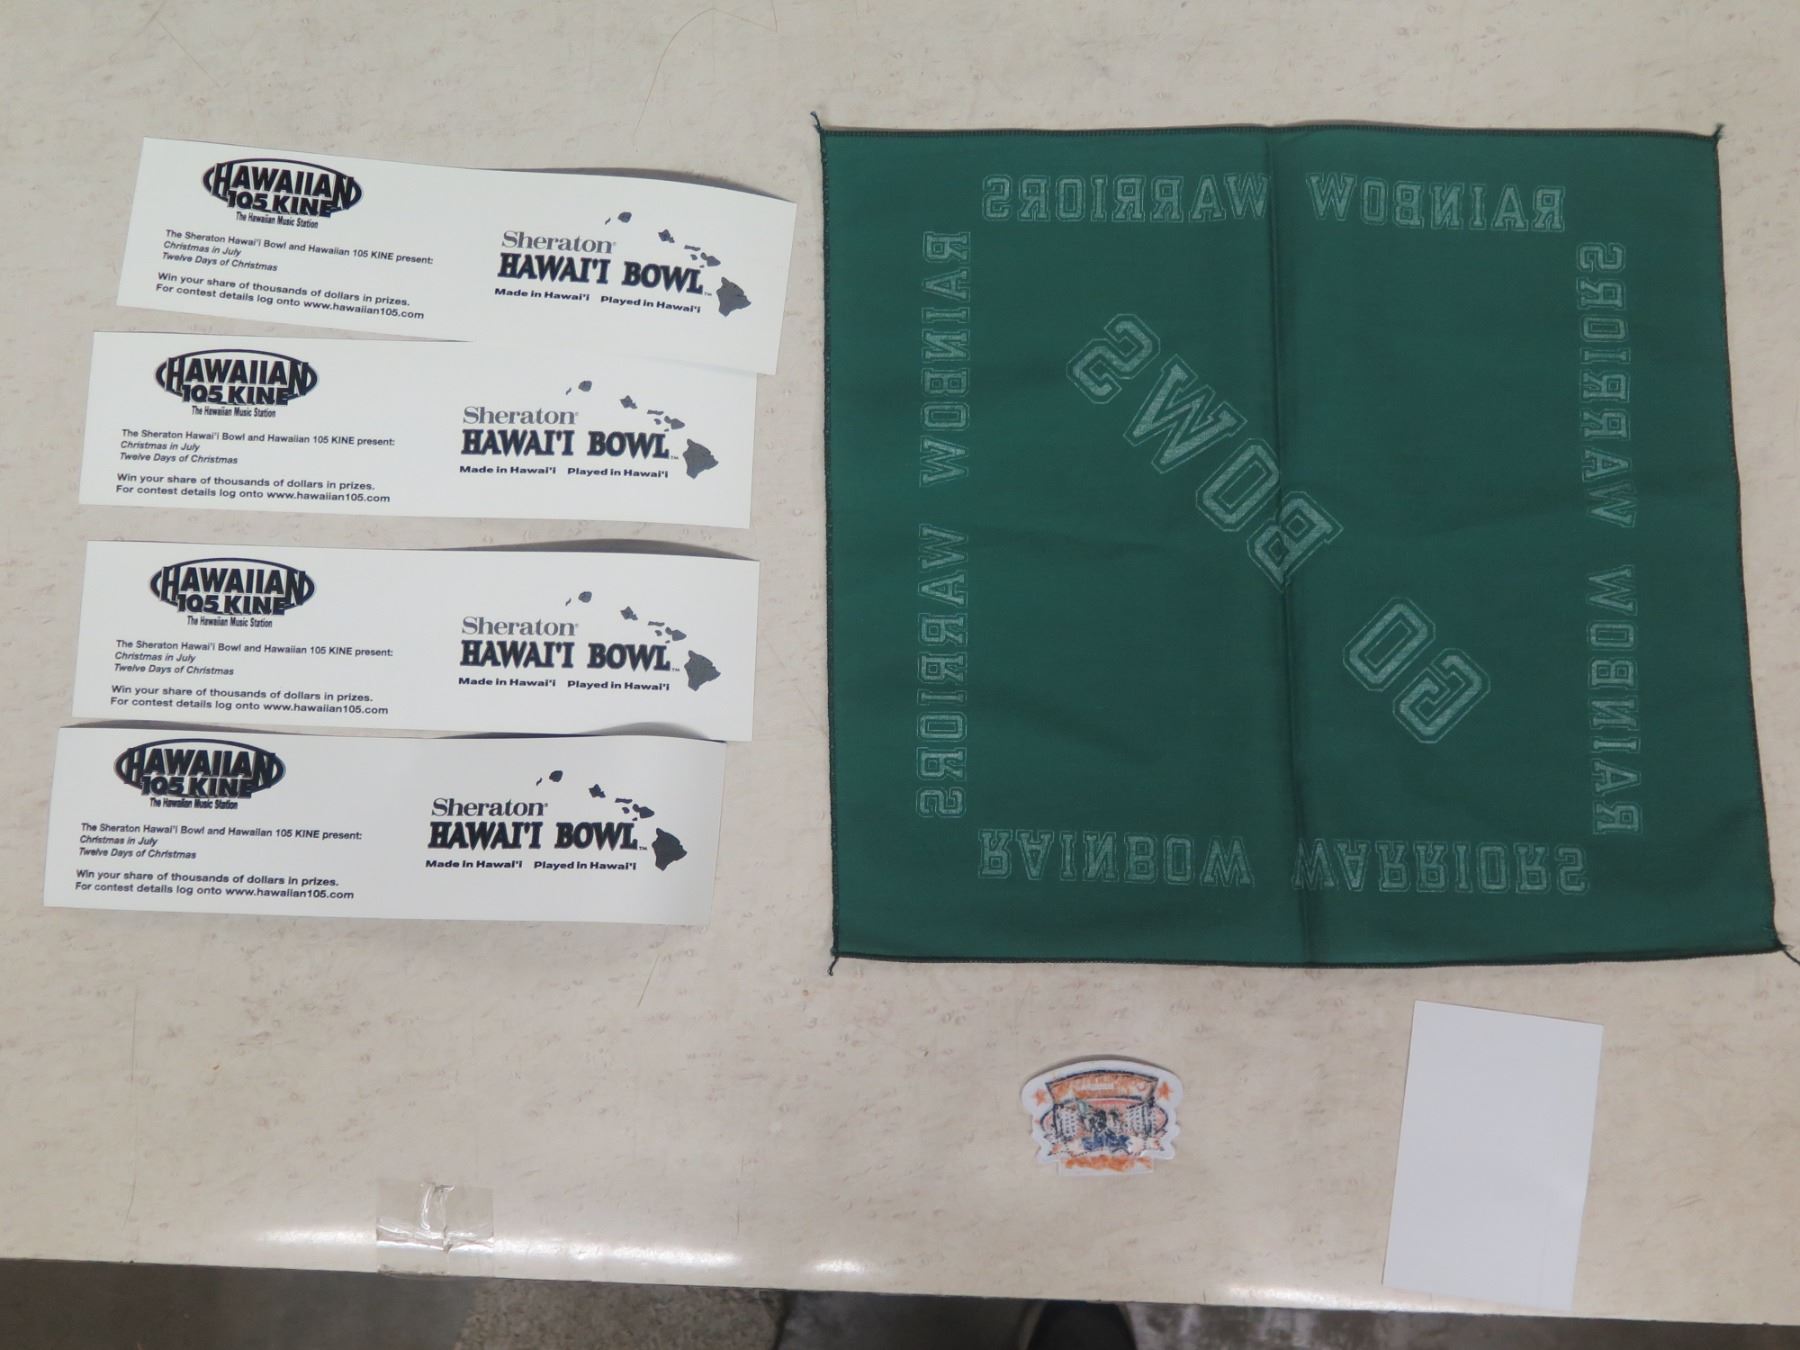 HAWAIIAN
105 KINE
The Hawaiian Music Station
The Sheraton Hawai'i Bowl and Hawaiian 105 KINE present:
Christmas in July
Twelve Days of Christmas
Win your share of thousands of dollars in prizes.
For contest details log onto www.hawaiian105.com
Sheraton®
HAWAI'I BOWL™
Made in Hawai'i Played in Hawai'i
HAWAIIAN
105 KINE
The Hawaiian Music Station
The Sheraton Hawai'i Bowl and Hawaiian 105 KINE present:
Christmas in July
Twelve Days of Christmas
Win your share of thousands of dollars in prizes.
For contest details log onto www.hawaiian105.com
Sheraton®
HAWAI'I BOWL™
Made in Hawai'i Played in Hawai'i
HAWAIIAN
105 KINE
The Hawaiian Music Station
The Sheraton Hawai'i Bowl and Hawaiian 105 KINE present:
Christmas in July
Twelve Days of Christmas
Win your share of thousands of dollars in prizes.
For contest details log onto www.hawaiian105.com
Sheraton®
HAWAI'I BOWL™
Made in Hawai'i Played in Hawai'i
HAWAIIAN
105 KINE
The Hawaiian Music Station
The Sheraton Hawai'i Bowl and Hawaiian 105 KINE present:
Christmas in July
Twelve Days of Christmas
Win your share of thousands of dollars in prizes.
For contest details log onto www.hawaiian105.com
Sheraton®
HAWAI'I BOWL™
Made in Hawai'i Played in Hawai'i
RAINBOW WARRIORS
RAINBOW WARRIORS
GO BOWS
RAINBOW WARRIORS
RAINBOW WARRIORS